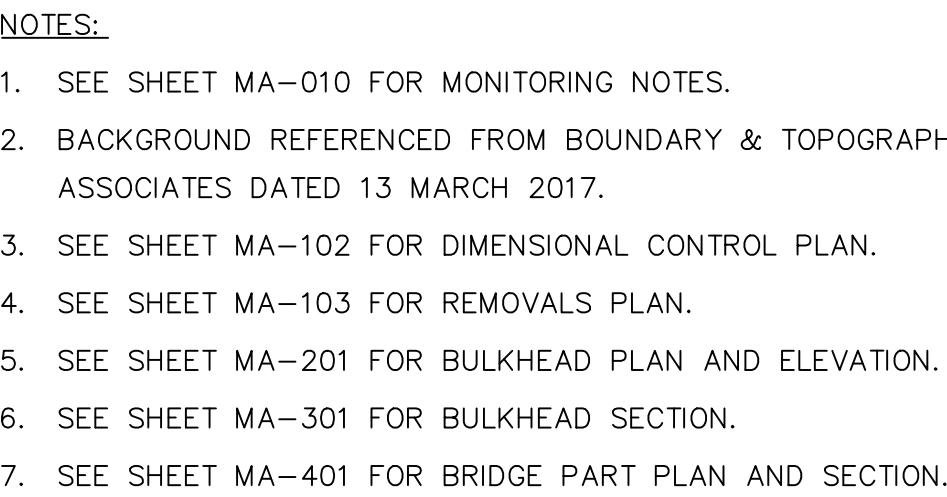 NOTES:
1. SEE SHEET MA-010 FOR MONITORING NOTES.
2. BACKGROUND REFERENCED FROM BOUNDARY & TOPOGRAPH
ASSOCIATES DATED 13 MARCH 2017.
3. SEE SHEET MA-102 FOR DIMENSIONAL CONTROL PLAN.
4. SEE SHEET MA-103 FOR REMOVALS PLAN.
5. SEE SHEET MA-201 FOR BULKHEAD PLAN AND ELEVATION.
6. SEE SHEET MA-301 FOR BULKHEAD SECTION.
7. SEE SHEET MA-401 FOR BRIDGE PART PLAN AND SECTION.